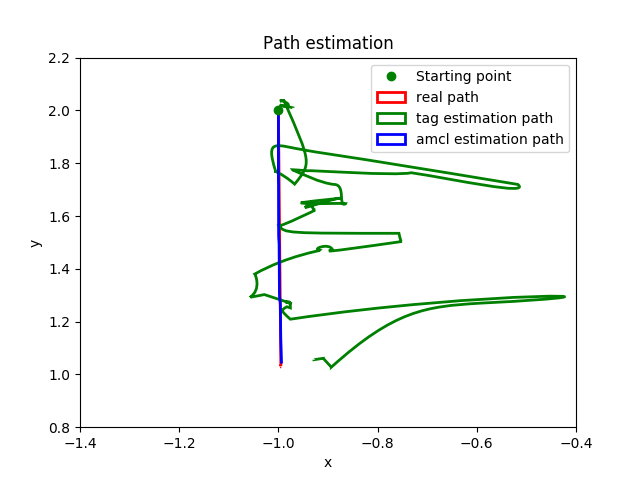 Path estimation
2.2
2.0
1.8
1.6
1.4
1.2
1.0
0.8
y
Starting point
real path
tag estimation path
amcl estimation path
−1.4 −1.2 −1.0 −0.8 −0.6 −0.4
x